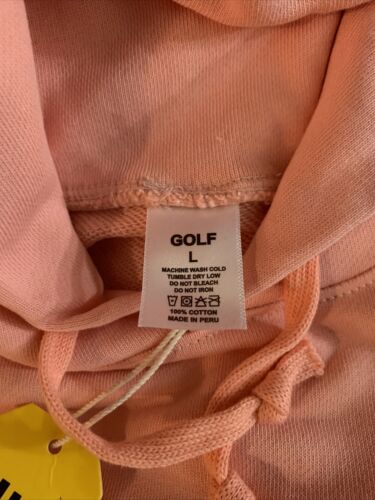 GOLF
L
MACHINE WASH COLD
TUMBLE DRY LOW
DO NOT BLEACH
DO NOT IRON
100% COTTON
MADE IN PERU